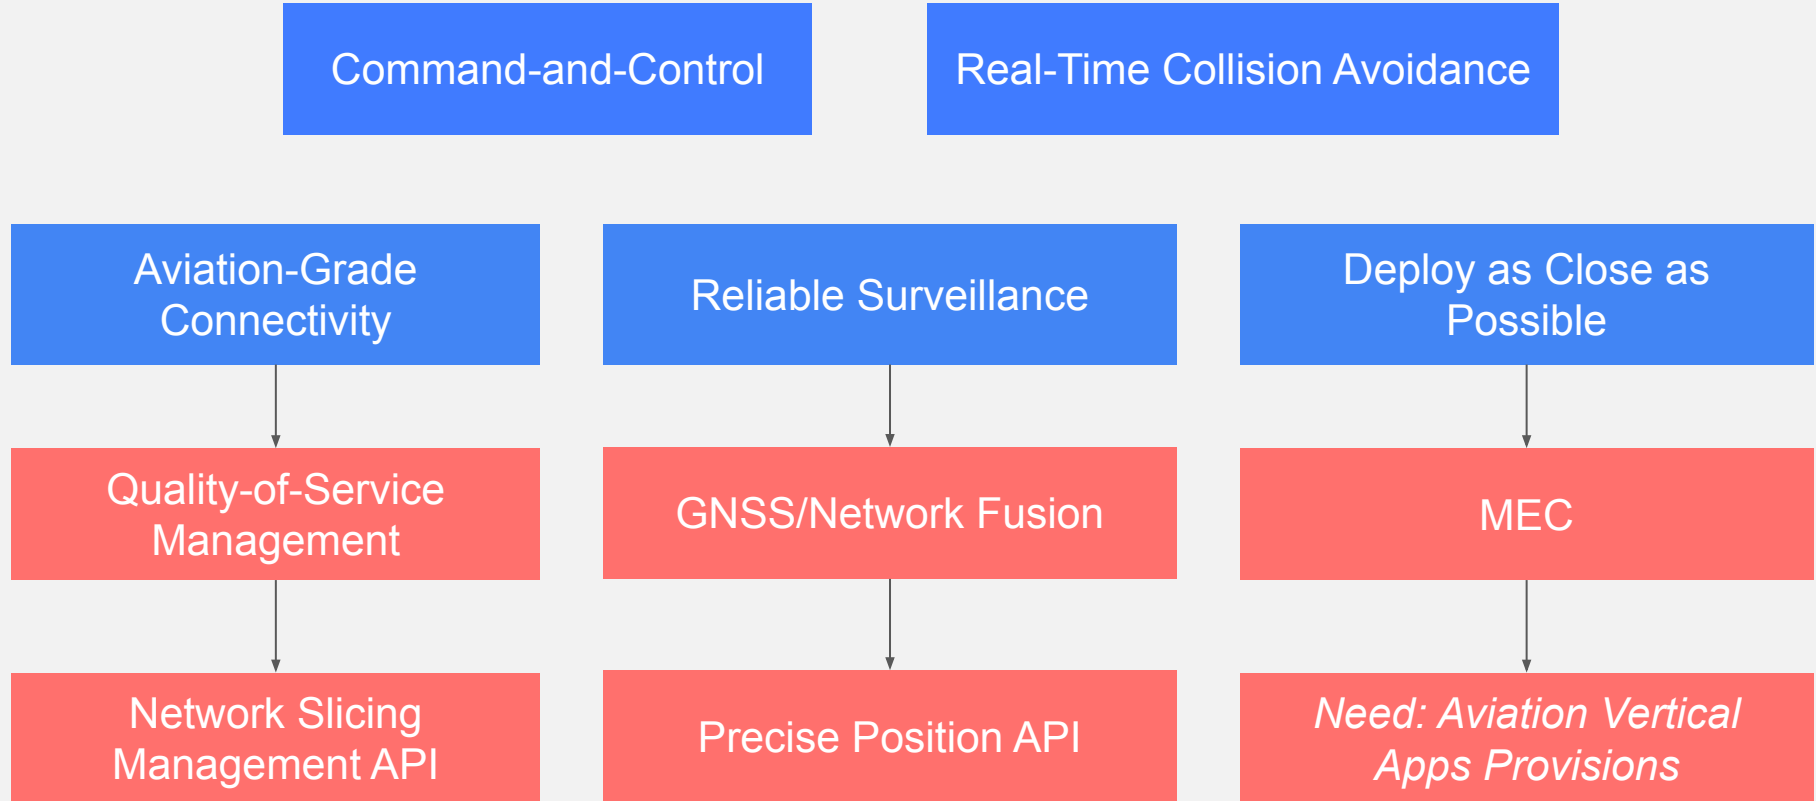 Command-and-Control
Real-Time Collision Avoidance
Aviation-Grade
Connectivity
Reliable Surveillance
Deploy as Close as
Possible
Quality-of-Service
Management
GNSS/Network Fusion
MEC
Network Slicing
Management API
Precise Position API
Need: Aviation Vertical
Apps Provisions